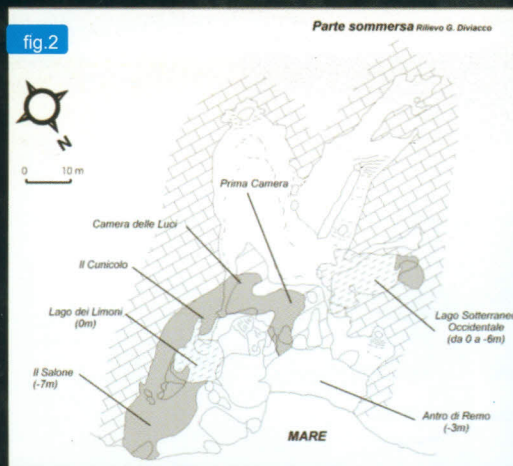 fig.2
Parte sommersa Rilievo G. Diviacco
N
0 10 m
Prima Camera
Camera delle Luci
Il Cunicolo
Lago dei Limoni
(0m)
Il Salone
(-7m)
Lago Sotterraneo
Occidentale
(da 0 a -6m)
Antro di Remo
(-3m)
MARE